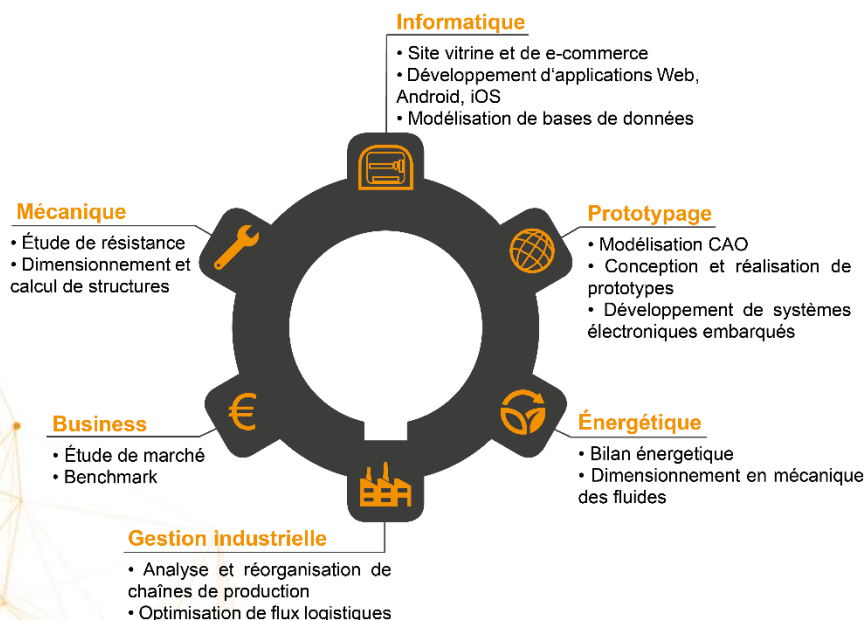 Informatique
• Site vitrine et de e-commerce
• Développement d'applications Web,
Android, iOS
• Modélisation de bases de données
Mécanique
• Étude de résistance
• Dimensionnement et
calcul de structures
Prototypage
• Modélisation CAO
• Conception et réalisation de
prototypes
• Développement de systèmes
électroniques embarqués
€
Business
• Étude de marché
• Benchmark
Énergétique
• Bilan énergetique
• Dimensionnement en mécanique
des fluides
Gestion industrielle
• Analyse et réorganisation de
chaînes de production
• Optimisation de flux logistiques